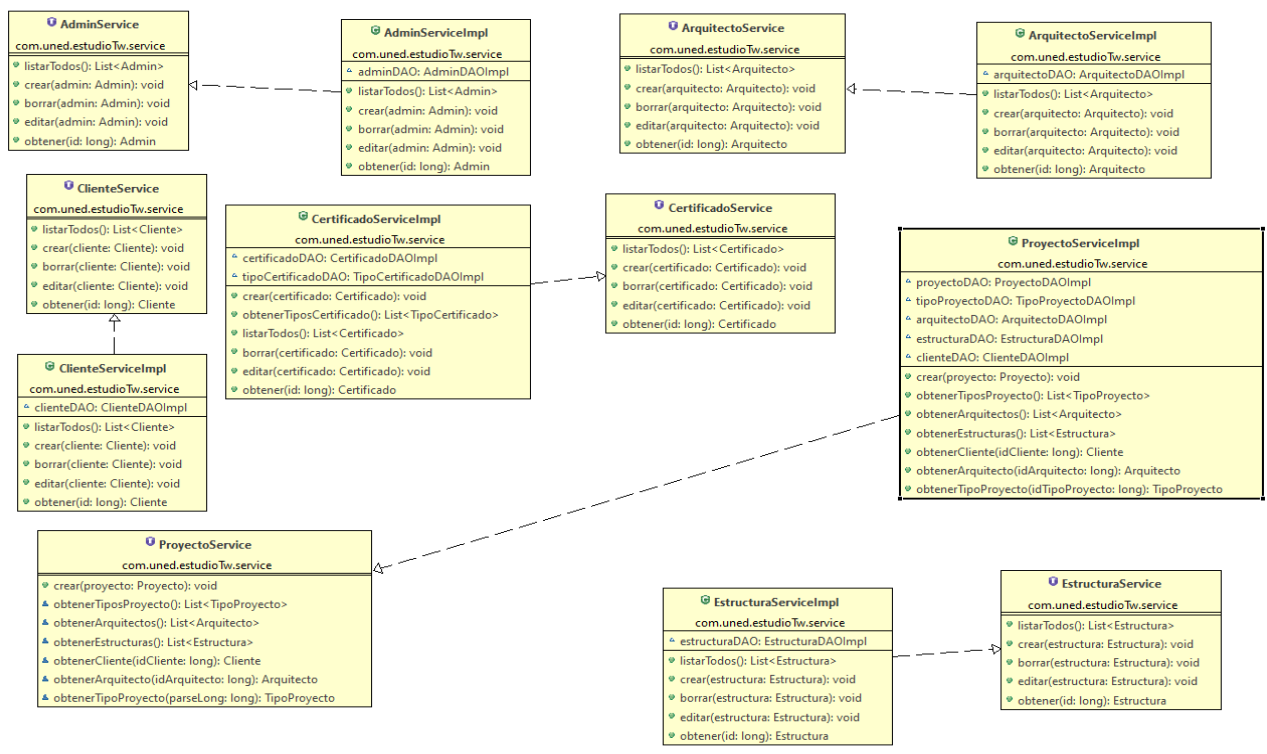 AdminService
com.uned.estudioTw.service
listarTodos(): List<Admin>
crear(admin: Admin): void
borrar(admin: Admin): void
editar(admin: Admin): void
obtener(id: long): Admin
AdminServiceImpl
com.uned.estudioTw.service
adminDAO: AdminDAOImpl
listarTodos(): List<Admin>
crear(admin: Admin): void
borrar(admin: Admin): void
editar(admin: Admin): void
obtener(id: long): Admin
ArquitectoService
com.uned.estudioTw.service
listarTodos(): List<Arquitecto>
crear(arquitecto: Arquitecto): void
borrar(arquitecto: Arquitecto): void
editar(arquitecto: Arquitecto): void
obtener(id: long): Arquitecto
ArquitectoServiceImpl
com.uned.estudioTw.service
arquitectoDAO: ArquitectoDAOImpl
listarTodos(): List<Arquitecto>
crear(arquitecto: Arquitecto): void
borrar(arquitecto: Arquitecto): void
editar(arquitecto: Arquitecto): void
obtener(id: long): Arquitecto
ClienteService
com.uned.estudioTw.service
listarTodos(): List<Cliente>
crear(cliente: Cliente): void
borrar(cliente: Cliente): void
editar(cliente: Cliente): void
obtener(id: long): Cliente
CertificadoServiceImpl
com.uned.estudioTw.service
certificadoDAO: CertificadoDAOImpl
tipoCertificadoDAO: TipoCertificadoDAOImpl
crear(certificado: Certificado): void
obtenerTiposCertificado(): List<TipoCertificado>
listarTodos(): List<Certificado>
borrar(certificado: Certificado): void
editar(certificado: Certificado): void
obtener(id: long): Certificado
CertificadoService
com.uned.estudioTw.service
listarTodos(): List<Certificado>
crear(certificado: Certificado): void
borrar(certificado: Certificado): void
editar(certificado: Certificado): void
obtener(id: long): Certificado
ProyectoServiceImpl
com.uned.estudioTw.service
proyectoDAO: ProyectoDAOImpl
tipoProyectoDAO: TipoProyectoDAOImpl
arquitectoDAO: ArquitectoDAOImpl
estructuraDAO: EstructuraDAOImpl
clienteDAO: ClienteDAOImpl
crear(proyecto: Proyecto): void
obtenerTiposProyecto(): List<TipoProyecto>
obtenerArquitectos(): List<Arquitecto>
obtenerEstructuras(): List<Estructura>
obtenerCliente(idCliente: long): Cliente
obtenerArquitecto(idArquitecto: long): Arquitecto
obtenerTipoProyecto(idTipoProyecto: long): TipoProyecto
ClienteServiceImpl
com.uned.estudioTw.service
clienteDAO: ClienteDAOImpl
listarTodos(): List<Cliente>
crear(cliente: Cliente): void
borrar(cliente: Cliente): void
editar(cliente: Cliente): void
obtener(id: long): Cliente
ProyectoService
com.uned.estudioTw.service
crear(proyecto: Proyecto): void
obtenerTiposProyecto(): List<TipoProyecto>
obtenerArquitectos(): List<Arquitecto>
obtenerEstructuras(): List<Estructura>
obtenerCliente(idCliente: long): Cliente
obtenerArquitecto(idArquitecto: long): Arquitecto
obtenerTipoProyecto(parseLong: long): TipoProyecto
EstructuraServiceImpl
com.uned.estudioTw.service
estructuraDAO: EstructuraDAOImpl
listarTodos(): List<Estructura>
crear(estructura: Estructura): void
borrar(estructura: Estructura): void
editar(estructura: Estructura): void
obtener(id: long): Estructura
EstructuraService
com.uned.estudioTw.service
listarTodos(): List<Estructura>
crear(estructura: Estructura): void
borrar(estructura: Estructura): void
editar(estructura: Estructura): void
obtener(id: long): Estructura